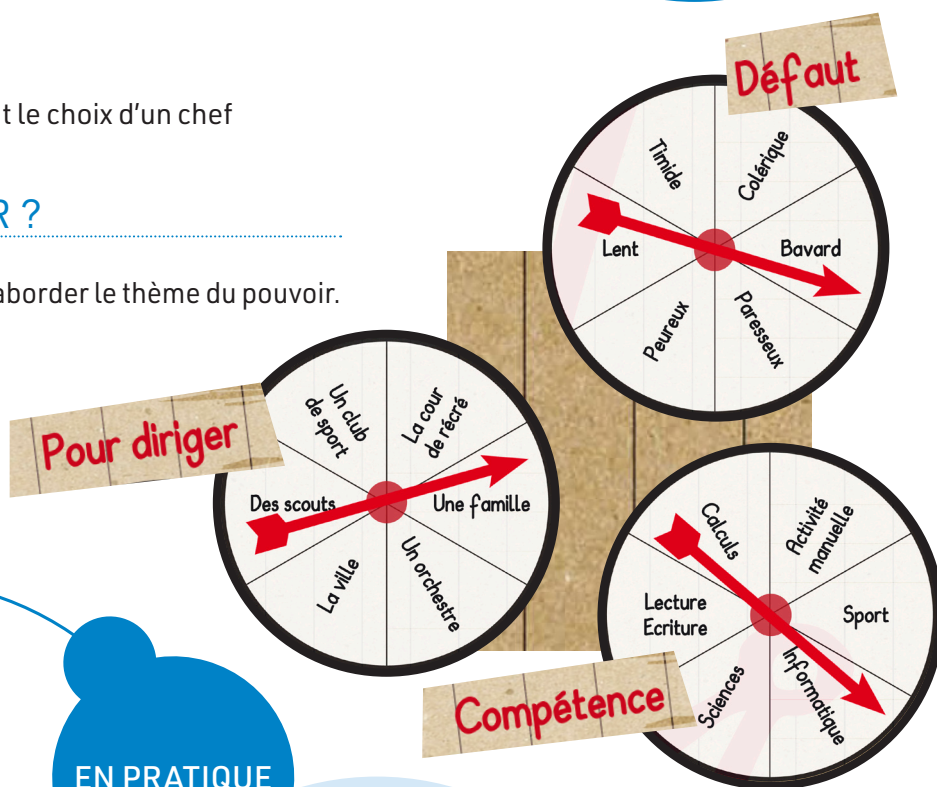 t le choix d'un chef
R ?
aborder le thème du pouvoir.
Défaut
Timide
Colérique
Lent
Bavard
Peureux
Paresseux
Pour diriger
Un club
de sport
La cour
de récré
Des scouts
Une famille
La ville
Un orchestre
Calculs
Activité
manuelle
Lecture
Ecriture
Sport
Sciences
Informatique
Compétence
EN PRATIQUE